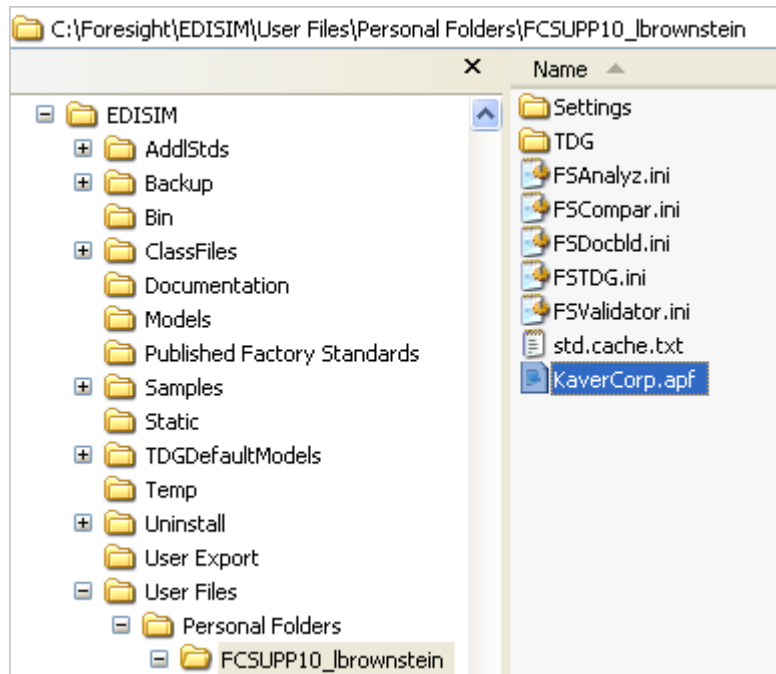 C:\Foresight\EDISIM\User Files\Personal Folders\FCSUPP10_lbrownstein
Name
EDISIM
AddlStds
Backup
Bin
ClassFiles
Documentation
Models
Published Factory Standards
Samples
Static
TDGDefaultModels
Temp
Uninstall
User Export
User Files
Personal Folders
FCSUPP10_lbrownstein
Settings
TDG
FSAnalyz.ini
FSCompar.ini
FSDocbld.ini
FSTDG.ini
FSValidator.ini
std.cache.txt
KaverCorp.apf